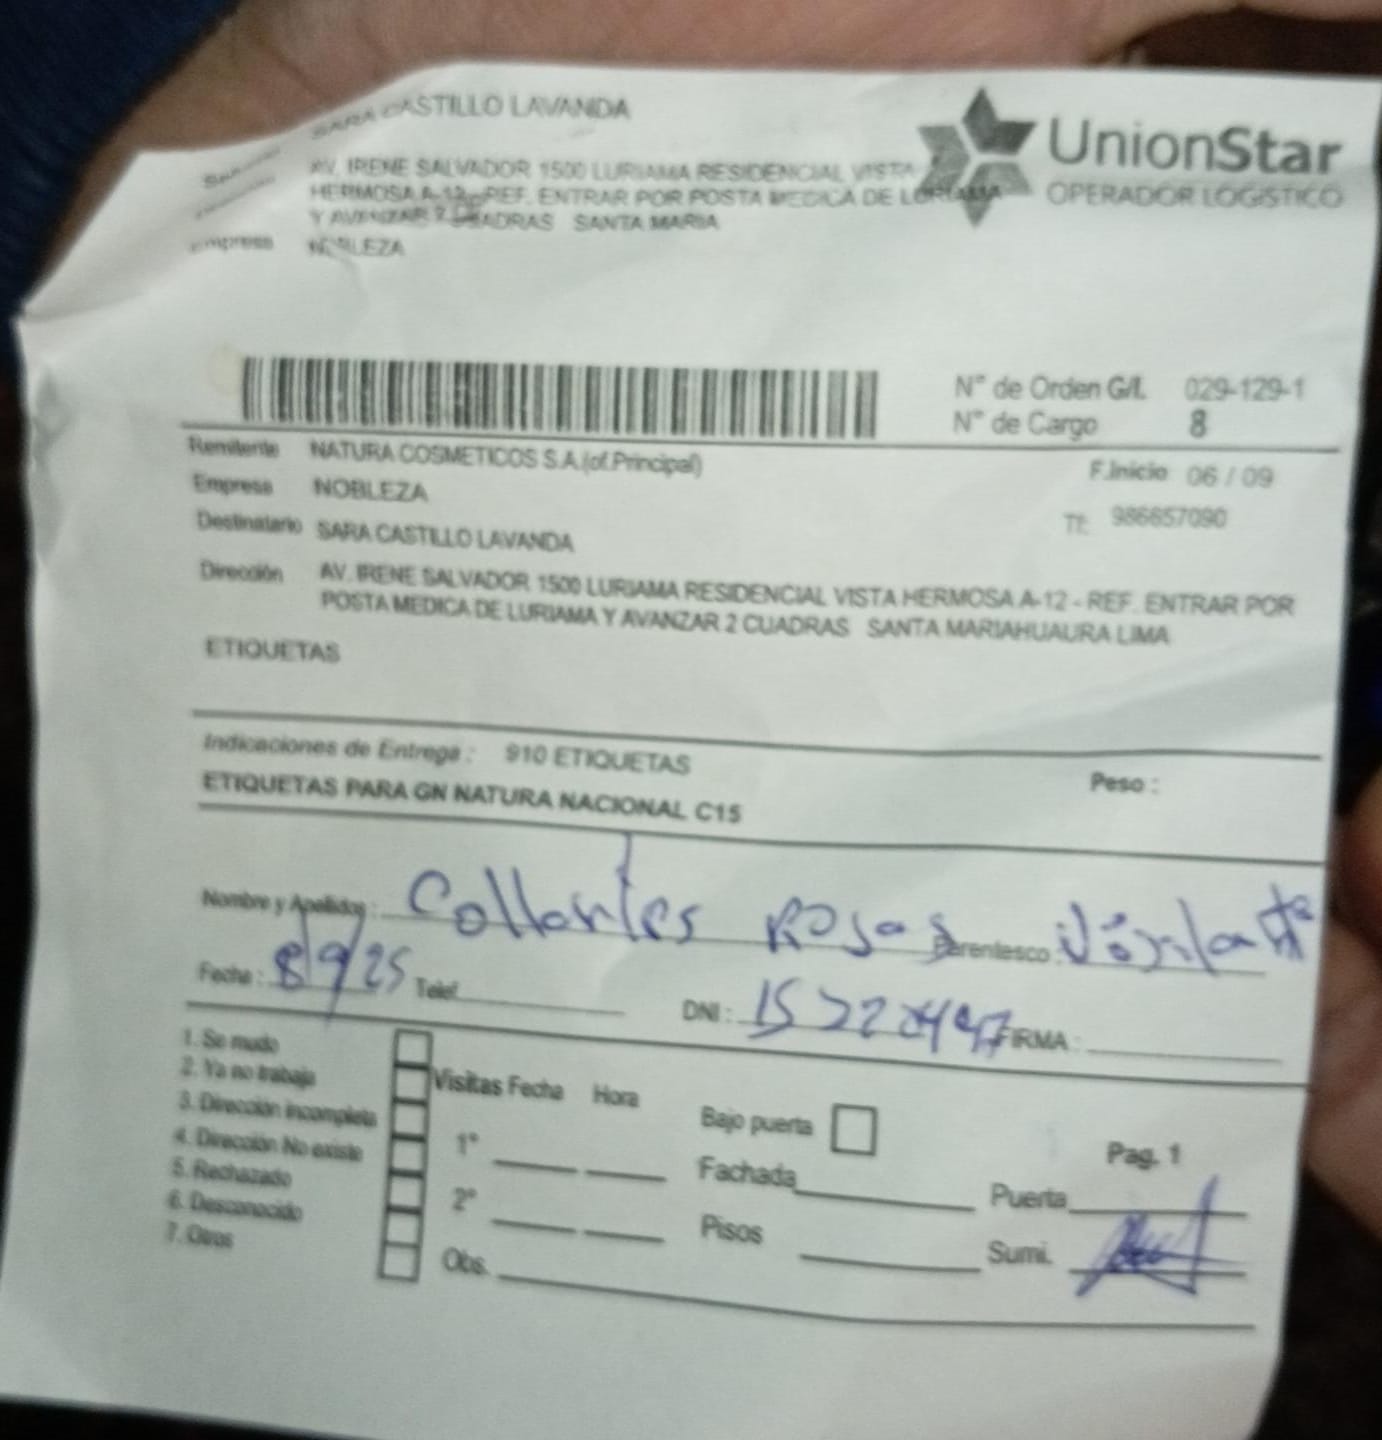 SARA CASTILLO LAVANDA
UnionStar
OPERADOR LOGISTICO
AV. IRENE SALVADOR 1500 LURIAMA RESIDENCIAL VISTA
HERMOSA A-12 - REF. ENTRAR POR POSTA MEDICA DE LURIAMA
Y AVANZAR 2 CUADRAS SANTA MARIA
Empresa NOBLEZA
N° de Orden G/L 029-129-1
N° de Cargo 8
Remitente NATURA COSMETICOS S.A.(of.Principal)
F.Inicio 06 / 09
Empresa NOBLEZA
Tf: 986657090
Destinatario SARA CASTILLO LAVANDA
Dirección AV. IRENE SALVADOR 1500 LURIAMA RESIDENCIAL VISTA HERMOSA A-12 - REF. ENTRAR POR
POSTA MEDICA DE LURIAMA Y AVANZAR 2 CUADRAS SANTA MARIAHUAURA LIMA
ETIQUETAS
Indicaciones de Entrega : 910 ETIQUETAS
Peso :
ETIQUETAS PARA GN NATURA NACIONAL C15
Nombre y Apellidos : Collantes Rosas Parentesco :
Fecha : 8/9/25 Telef. DNI : FIRMA :
1. Se mudo
2. Ya no trabaja
3. Dirección incompleta
4. Dirección No existe
5. Rechazado
6. Desconocido
7. Otros
Visitas Fecha Hora
1°
2°
Obs.
Bajo puerta
Fachada
Pisos
Pag. 1
Puerta
Sumi.